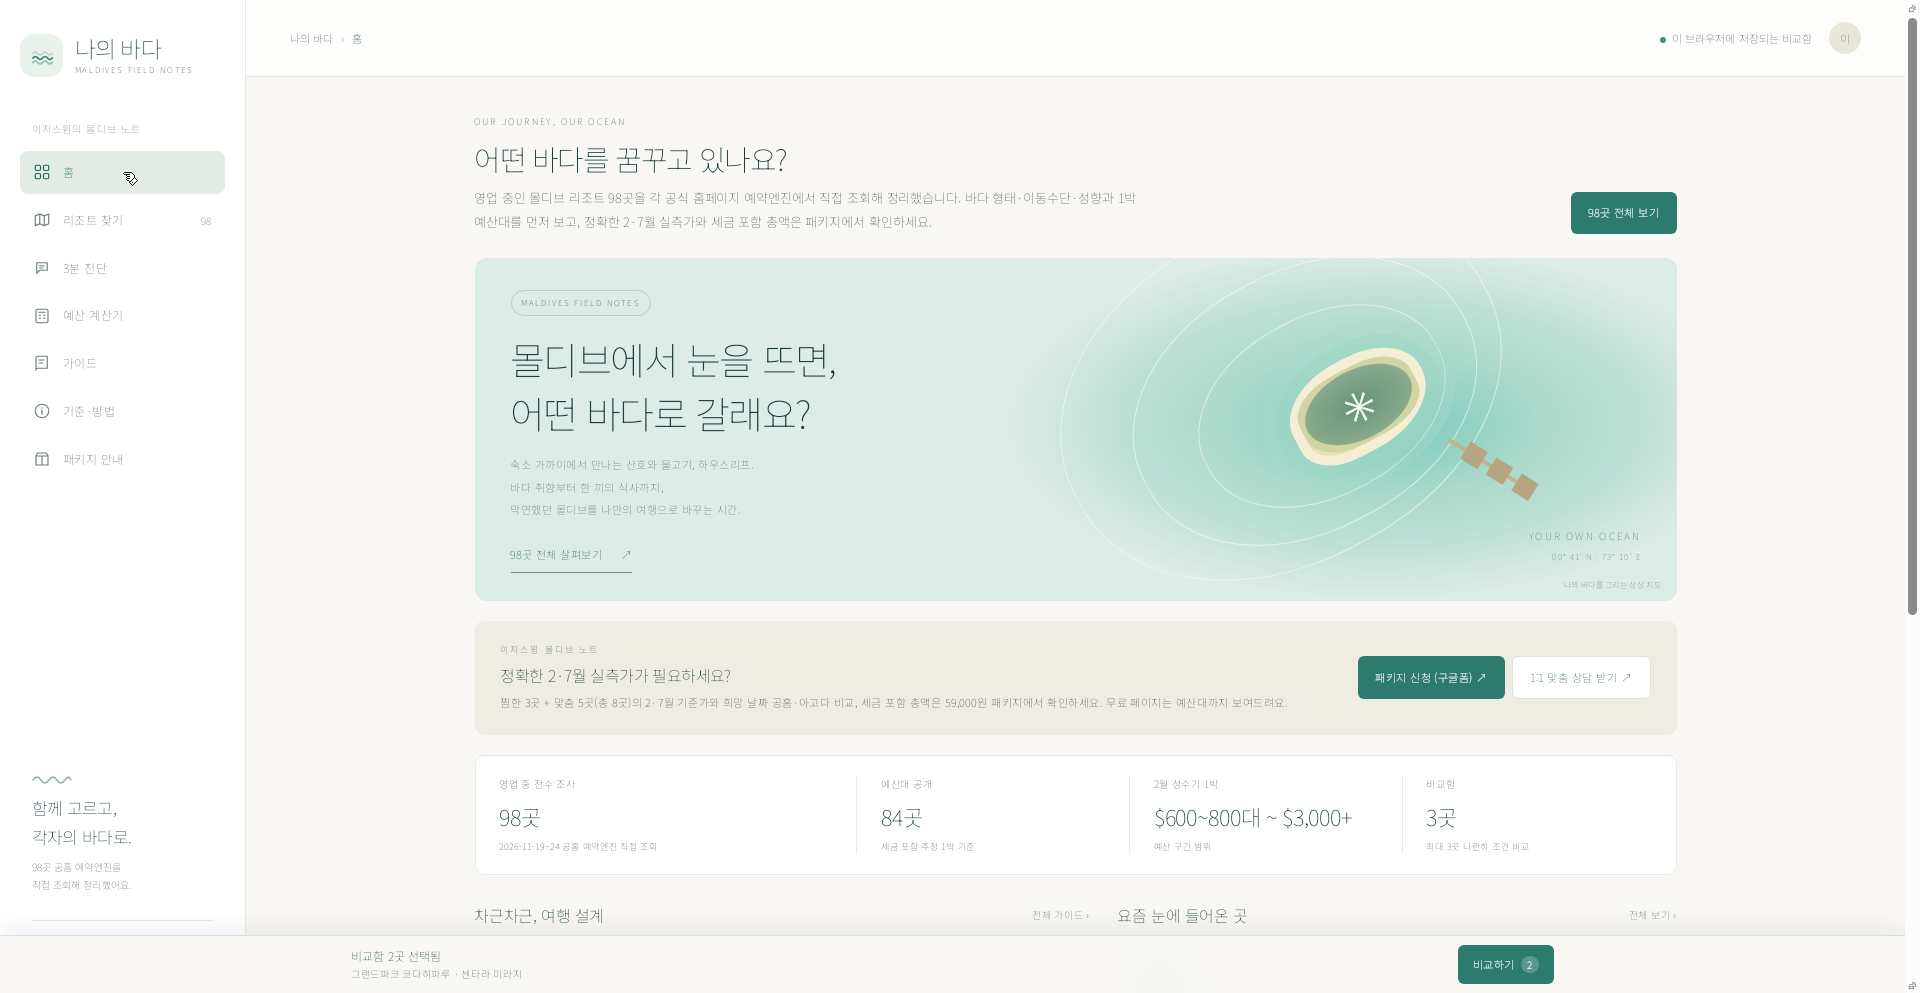 나의 바다
MALDIVES FIELD NOTES
이지스윔의 몰디브 노트
홈
리조트 찾기 98
3분 진단
예산 계산기
가이드
기준·방법
패키지 안내
함께 고르고,
각자의 바다로.
98곳 공홈 예약엔진을
직접 조회해 정리했어요.
나의 바다 › 홈
이 브라우저에 저장되는 비교함
이
OUR JOURNEY, OUR OCEAN
어떤 바다를 꿈꾸고 있나요?
영업 중인 몰디브 리조트 98곳을 각 공식 홈페이지 예약엔진에서 직접 조회해 정리했습니다. 바다 형태·이동수단·성향과 1박
예산대를 먼저 보고, 정확한 2·7월 실측가와 세금 포함 총액은 패키지에서 확인하세요.
98곳 전체 보기
MALDIVES FIELD NOTES
몰디브에서 눈을 뜨면,
어떤 바다로 갈래요?
숙소 가까이에서 만나는 산호와 물고기, 하우스리프.
바다 취향부터 한 끼의 식사까지,
막연했던 몰디브를 나만의 여행으로 바꾸는 시간.
98곳 전체 살펴보기 ↗
YOUR OWN OCEAN
00° 41′ N · 73° 10′ E
나의 바다를 그리는 상상 지도
이지스윔 몰디브 노트
정확한 2·7월 실측가가 필요하세요?
찜한 3곳 + 맞춤 5곳(총 8곳)의 2·7월 기준가와 희망 날짜 공홈·아고다 비교, 세금 포함 총액은 59,000원 패키지에서 확인하세요. 무료 페이지는 예산대까지 보여드려요.
패키지 신청 (구글폼) ↗
1:1 맞춤 상담 받기 ↗
영업 중 전수 조사
98곳
2026-11-19~24 공홈 예약엔진 직접 조회
예산대 공개
84곳
세금 포함 추정 1박 기준
2월 성수기 1박
$600~800대 ~ $3,000+
예산 구간 범위
비교함
3곳
최대 3곳 나란히 조건 비교
차근차근, 여행 설계
전체 가이드 ›
요즘 눈에 들어온 곳
전체 보기 ›
비교함 2곳 선택됨
그랜드파크 코다히파루 · 센타라 미라지
비교하기 2